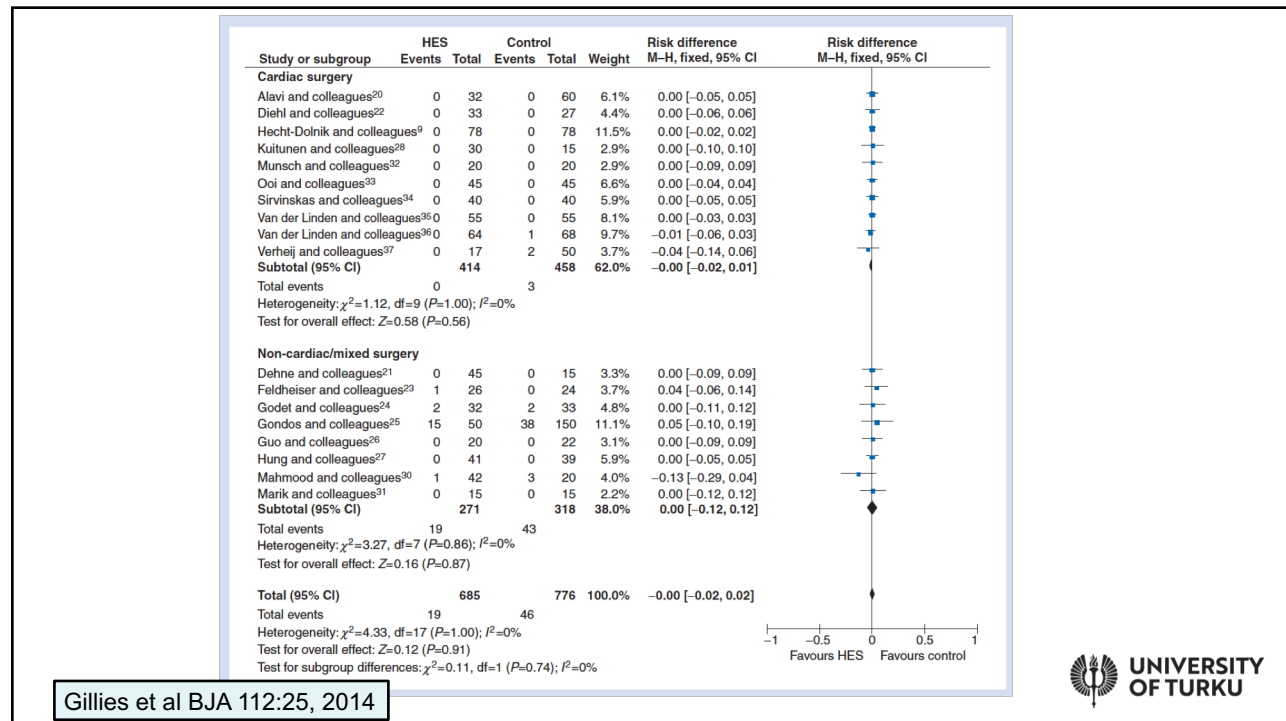 HES Control Risk difference Risk difference
Study or subgroup Events Total Events Total Weight M–H, fixed, 95% CI M–H, fixed, 95% CI
Cardiac surgery
Alavi and colleagues20 0 32 0 60 6.1% 0.00 [−0.05, 0.05]
Diehl and colleagues22 0 33 0 27 4.4% 0.00 [−0.06, 0.06]
Hecht-Dolnik and colleagues9 0 78 0 78 11.5% 0.00 [−0.02, 0.02]
Kuitunen and colleagues28 0 30 0 15 2.9% 0.00 [−0.10, 0.10]
Munsch and colleagues32 0 20 0 20 2.9% 0.00 [−0.09, 0.09]
Ooi and colleagues33 0 45 0 45 6.6% 0.00 [−0.04, 0.04]
Sirvinskas and colleagues34 0 40 0 40 5.9% 0.00 [−0.05, 0.05]
Van der Linden and colleagues35 0 55 0 55 8.1% 0.00 [−0.03, 0.03]
Van der Linden and colleagues36 0 64 1 68 9.7% −0.01 [−0.06, 0.03]
Verheij and colleagues37 0 17 2 50 3.7% −0.04 [−0.14, 0.06]
Subtotal (95% CI) 414 458 62.0% −0.00 [−0.02, 0.01]
Total events 0 3
Heterogeneity: χ2=1.12, df=9 (P=1.00); I2=0%
Test for overall effect: Z=0.58 (P=0.56)
Non-cardiac/mixed surgery
Dehne and colleagues21 0 45 0 15 3.3% 0.00 [−0.09, 0.09]
Feldheiser and colleagues23 1 26 0 24 3.7% 0.04 [−0.06, 0.14]
Godet and colleagues24 2 32 2 33 4.8% 0.00 [−0.11, 0.12]
Gondos and colleagues25 15 50 38 150 11.1% 0.05 [−0.10, 0.19]
Guo and colleagues26 0 20 0 22 3.1% 0.00 [−0.09, 0.09]
Hung and colleagues27 0 41 0 39 5.9% 0.00 [−0.05, 0.05]
Mahmood and colleagues30 1 42 3 20 4.0% −0.13 [−0.29, 0.04]
Marik and colleagues31 0 15 0 15 2.2% 0.00 [−0.12, 0.12]
Subtotal (95% CI) 271 318 38.0% 0.00 [−0.12, 0.12]
Total events 19 43
Heterogeneity: χ2=3.27, df=7 (P=0.86); I2=0%
Test for overall effect: Z=0.16 (P=0.87)
Total (95% CI) 685 776 100.0% −0.00 [−0.02, 0.02]
Total events 19 46
Heterogeneity: χ2=4.33, df=17 (P=1.00); I2=0%
Test for overall effect: Z=0.12 (P=0.91)
Test for subgroup differences: χ2=0.11, df=1 (P=0.74); I2=0%
−1 −0.5 0 0.5 1
Favours HES Favours control
Gillies et al BJA 112:25, 2014
UNIVERSITY
OF TURKU